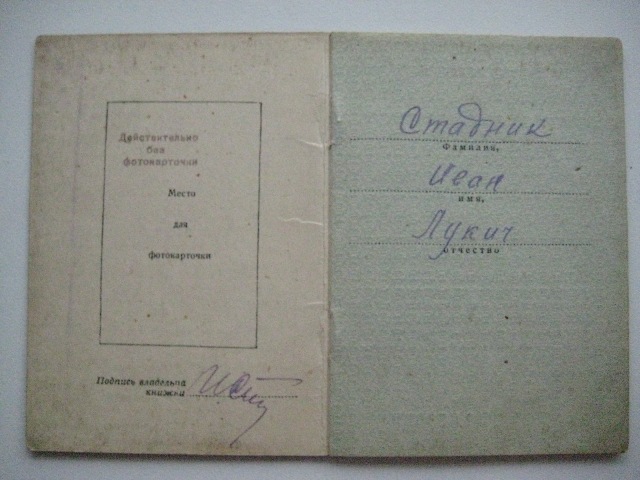 Действительно
без
фотокарточки
Место
для
фотокарточки
Подпись владельца
книжки
Стадник
Фамилия,
Иван
имя,
Лукич
отчество